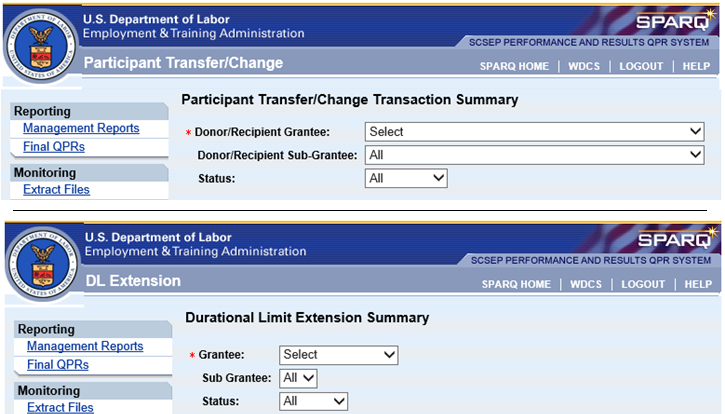 U.S. Department of Labor
Employment & Training Administration
SPARQ
SCSEP PERFORMANCE AND RESULTS QPR SYSTEM
Participant Transfer/Change
SPARQ HOME | WDCS | LOGOUT | HELP
Participant Transfer/Change Transaction Summary
Reporting
Management Reports
Final QPRs
Monitoring
Extract Files
* Donor/Recipient Grantee: Select
Donor/Recipient Sub-Grantee: All
Status: All
U.S. Department of Labor
Employment & Training Administration
SPARQ
SCSEP PERFORMANCE AND RESULTS QPR SYSTEM
DL Extension
SPARQ HOME | WDCS | LOGOUT | HELP
Durational Limit Extension Summary
Reporting
Management Reports
Final QPRs
Monitoring
Extract Files
* Grantee: Select
Sub Grantee: All
Status: All